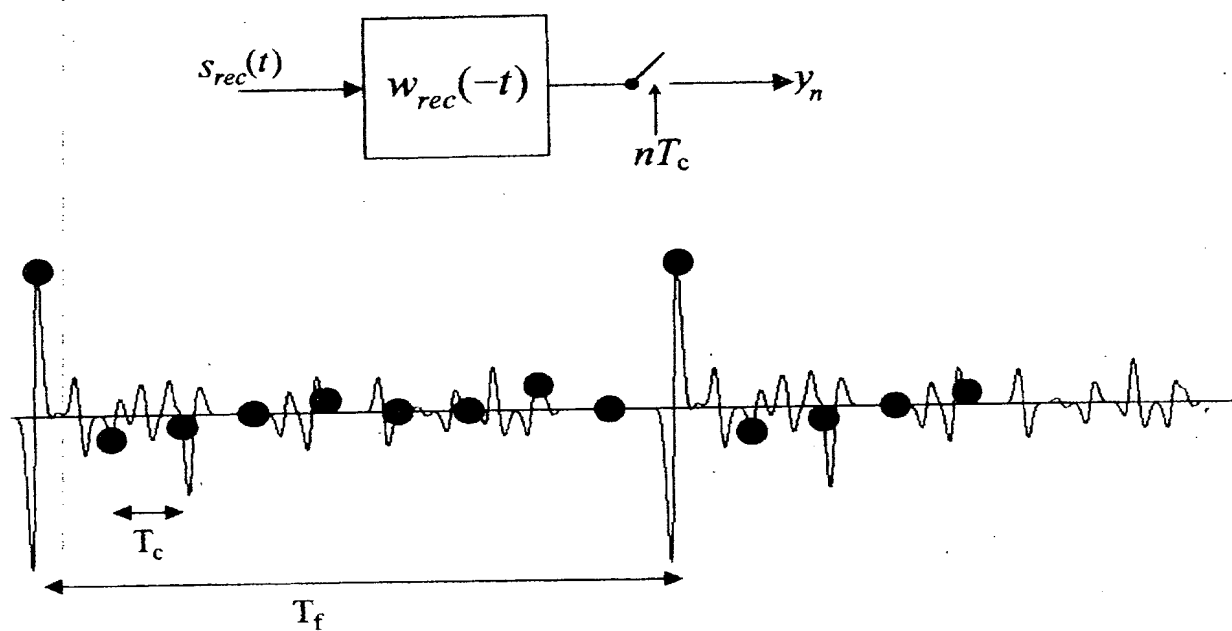 s_rec(t)
w_rec(−t)
y_n
nT_c
T_c
T_f